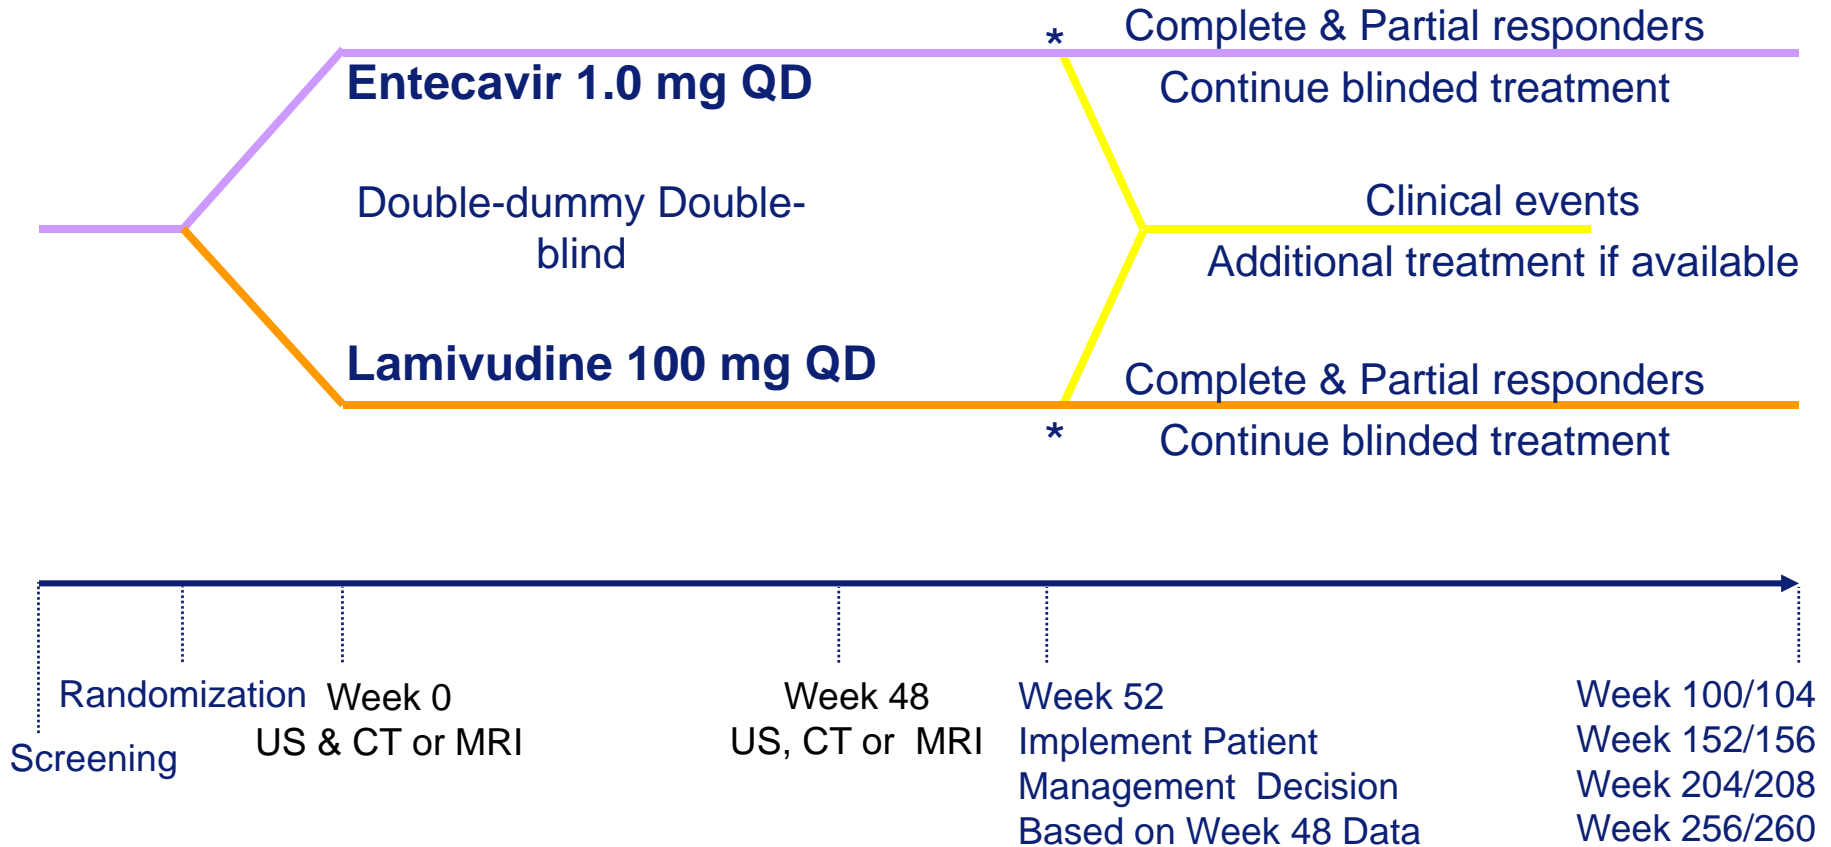 *
Complete & Partial responders
Entecavir 1.0 mg QD
Continue blinded treatment
Double-dummy Double-
blind
Clinical events
Additional treatment if available
Lamivudine 100 mg QD
Complete & Partial responders
*
Continue blinded treatment
Screening
Randomization
Week 0
US & CT or MRI
Week 48
US, CT or MRI
Week 52
Implement Patient
Management Decision
Based on Week 48 Data
Week 100/104
Week 152/156
Week 204/208
Week 256/260